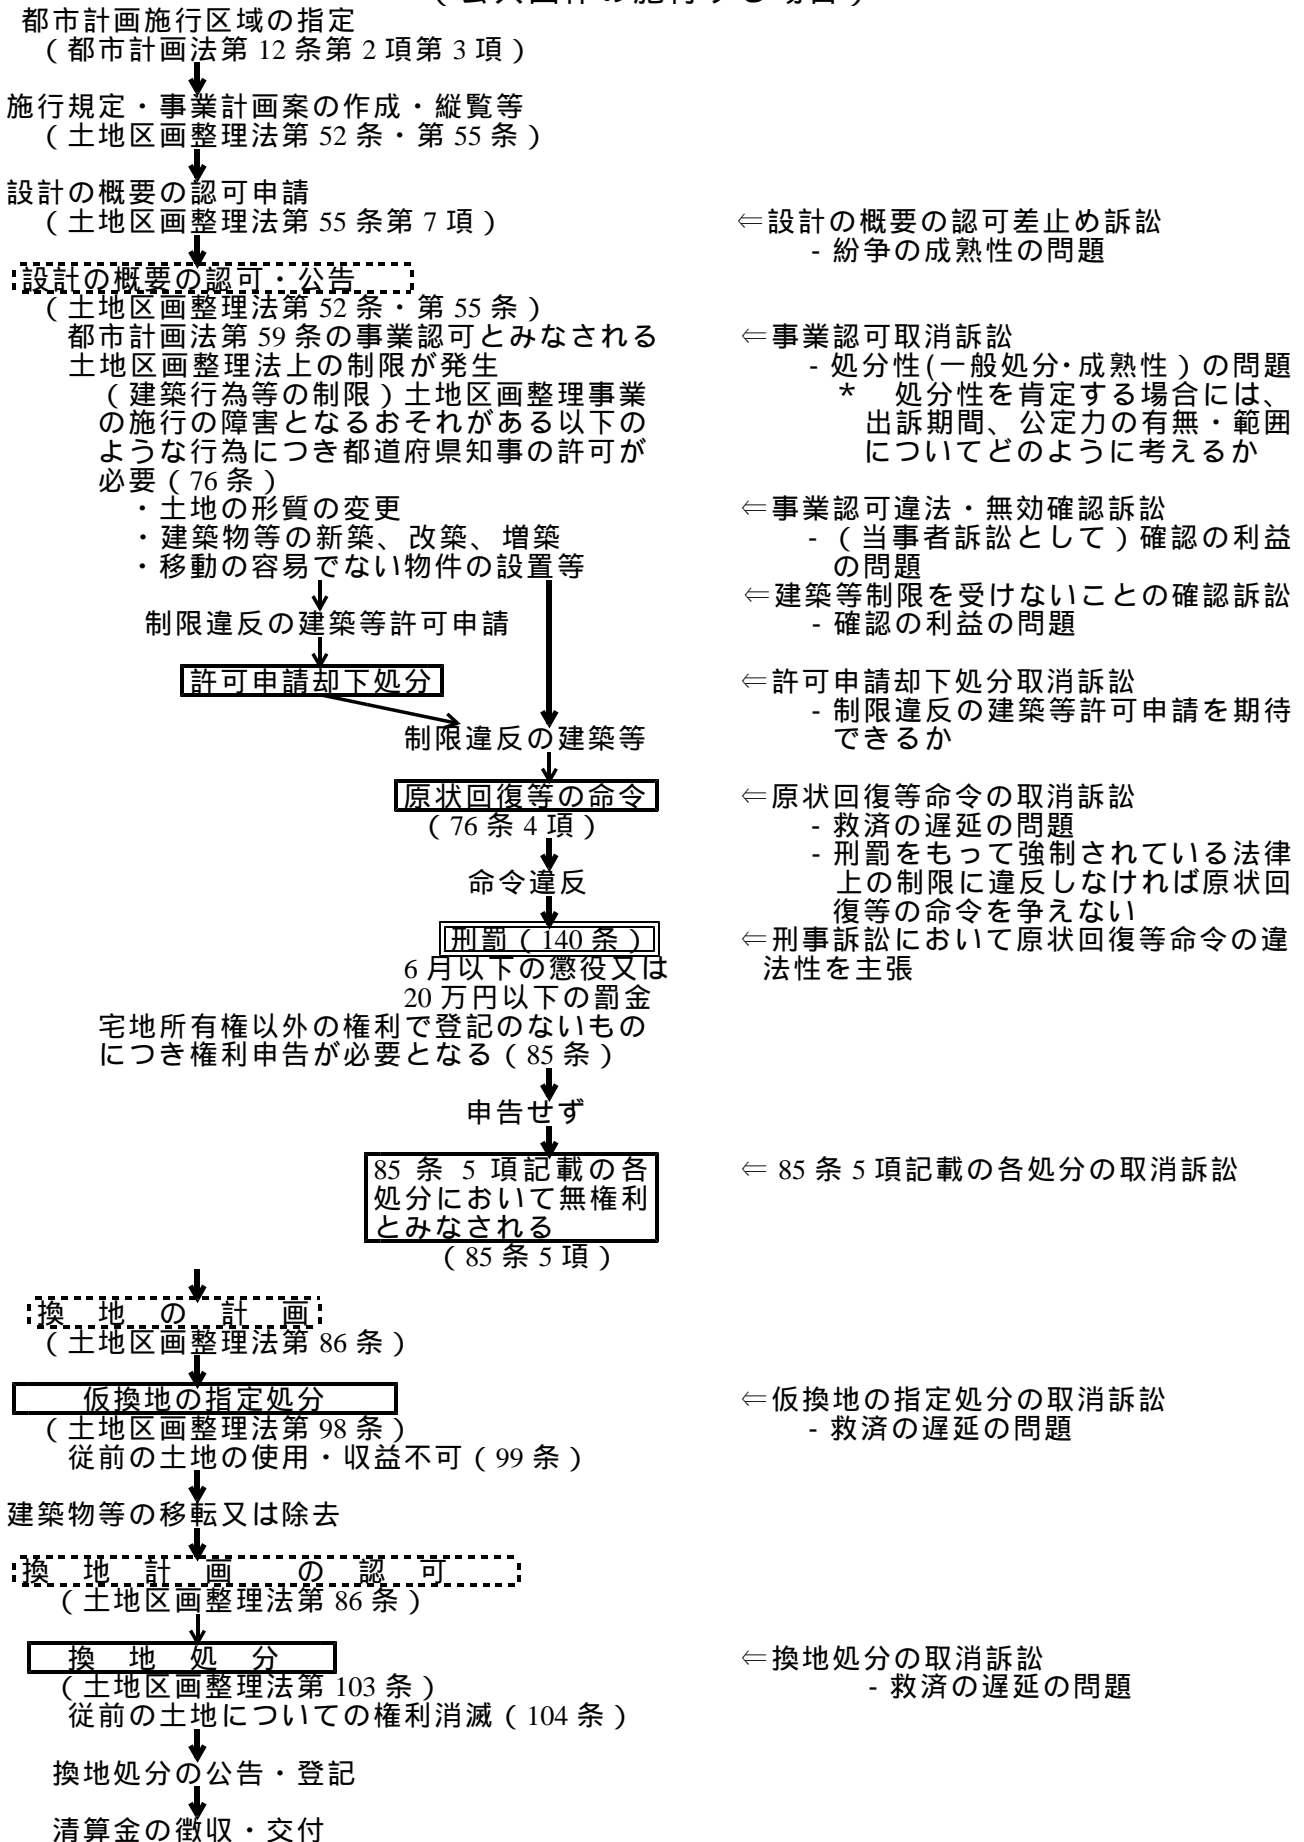 都市計画施行区域の指定
(都市計画法第 12 条第 2 項第 3 項)
施行規定・事業計画案の作成・縦覧等
(土地区画整理法第 52 条・第 55 条)
設計の概要の認可申請
(土地区画整理法第 55 条第 7 項)
⇐設計の概要の認可差止め訴訟
- 紛争の成熟性の問題
設計の概要の認可・公告
(土地区画整理法第 52 条・第 55 条)
都市計画法第 59 条の事業認可とみなされる
土地区画整理法上の制限が発生
(建築行為等の制限)土地区画整理事業
の施行の障害となるおそれがある以下の
ような行為につき都道府県知事の許可が
必要(76 条)
・土地の形質の変更
・建築物等の新築、改築、増築
・移動の容易でない物件の設置等
⇐事業認可取消訴訟
- 処分性(一般処分・成熟性)の問題
* 処分性を肯定する場合には、
出訴期間、公定力の有無・範囲
についてどのように考えるか
⇐事業認可違法・無効確認訴訟
- (当事者訴訟として)確認の利益
の問題
⇐建築等制限を受けないことの確認訴訟
- 確認の利益の問題
制限違反の建築等許可申請
許可申請却下処分
⇐許可申請却下処分取消訴訟
- 制限違反の建築等許可申請を期待
できるか
制限違反の建築等
原状回復等の命令
(76 条 4 項)
⇐原状回復等命令の取消訴訟
- 救済の遅延の問題
- 刑罰をもって強制されている法律
上の制限に違反しなければ原状回
復等の命令を争えない
命令違反
刑罰(140 条)
6 月以下の懲役又は
20 万円以下の罰金
⇐刑事訴訟において原状回復等命令の違
法性を主張
宅地所有権以外の権利で登記のないもの
につき権利申告が必要となる(85 条)
申告せず
85 条 5 項記載の各
処分において無権利
とみなされる
(85 条 5 項)
⇐ 85 条 5 項記載の各処分の取消訴訟
換 地 の 計 画
(土地区画整理法第 86 条)
仮換地の指定処分
(土地区画整理法第 98 条)
従前の土地の使用・収益不可(99 条)
⇐仮換地の指定処分の取消訴訟
- 救済の遅延の問題
建築物等の移転又は除去
換 地 計 画 の 認 可
(土地区画整理法第 86 条)
換 地 処 分
(土地区画整理法第 103 条)
従前の土地についての権利消滅(104 条)
⇐換地処分の取消訴訟
- 救済の遅延の問題
換地処分の公告・登記
清算金の徴収・交付